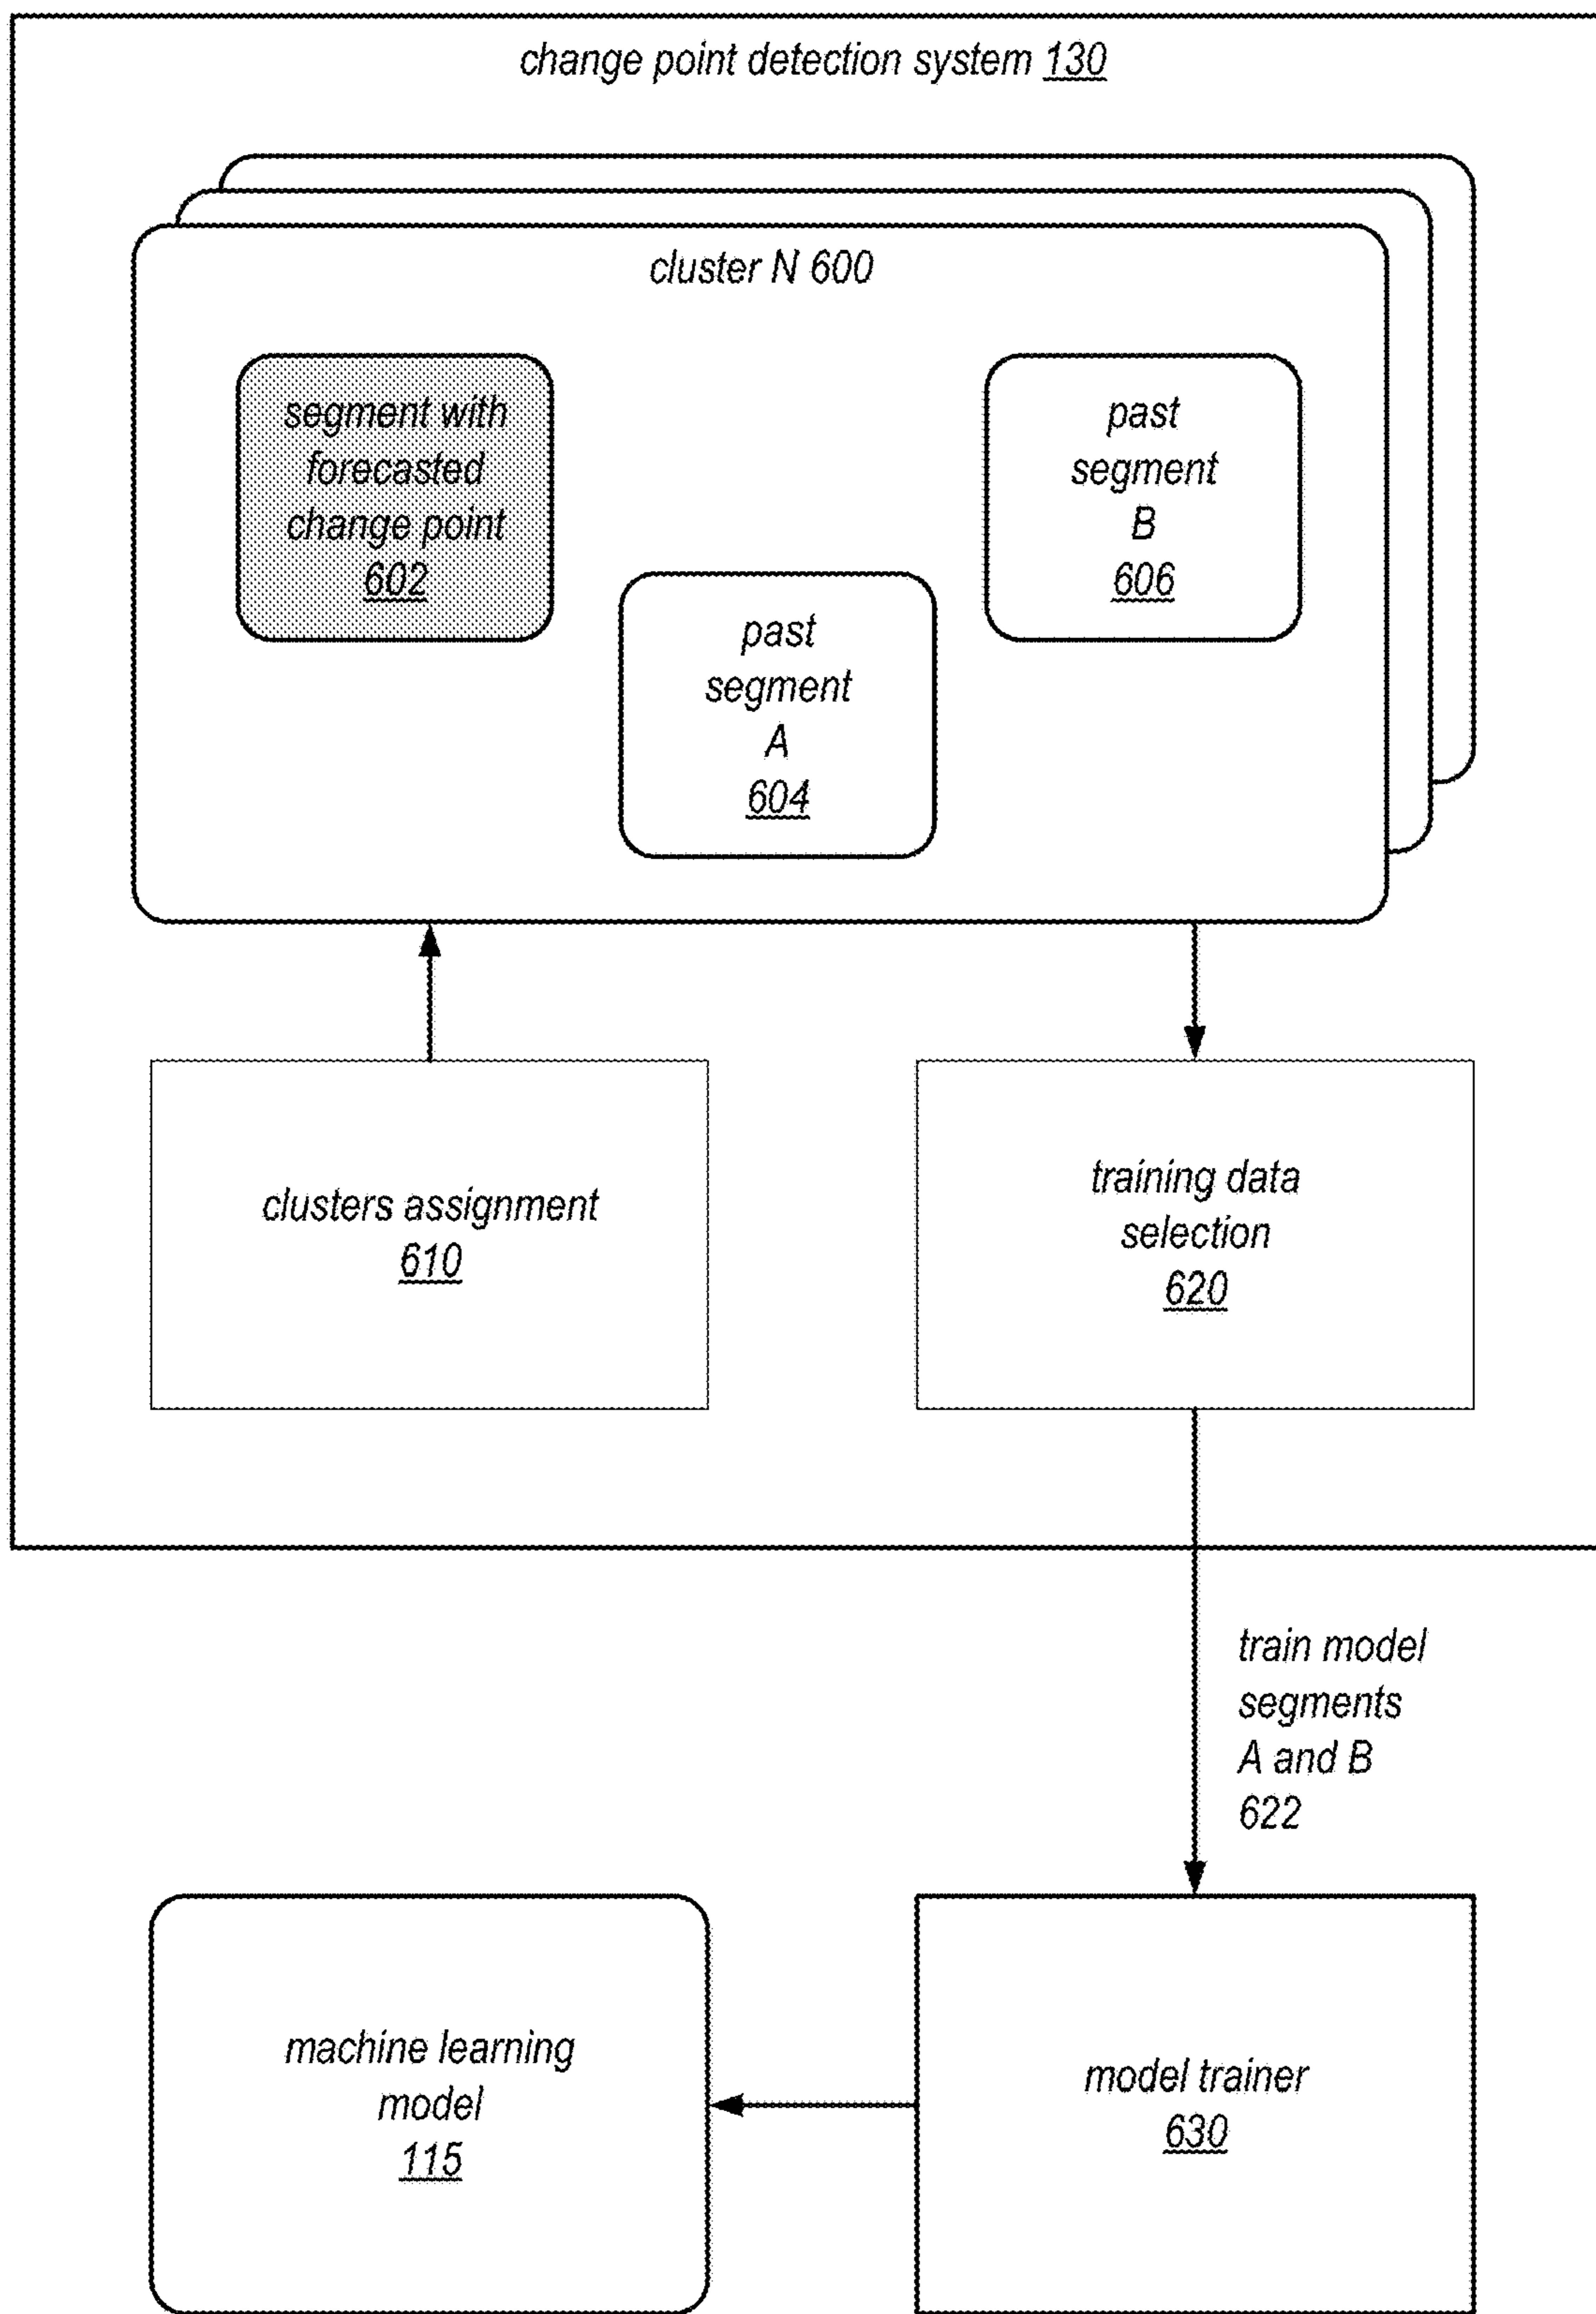 change point detection system 130
cluster N 600
segment with
forecasted
change point
602
past
segment
B
606
past
segment
A
604
clusters assignment
610
training data
selection
620
train model
segments
A and B
622
machine learning
model
115
model trainer
630